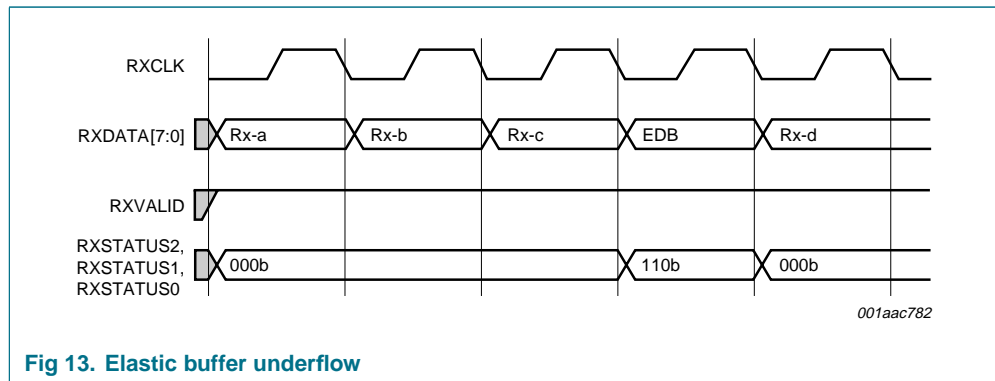 RXCLK
RXDATA[7:0] Rx-a Rx-b Rx-c EDB Rx-d
RXVALID
RXSTATUS2,
RXSTATUS1, 000b 110b 000b
RXSTATUS0
001aac782
Fig 13. Elastic buffer underflow